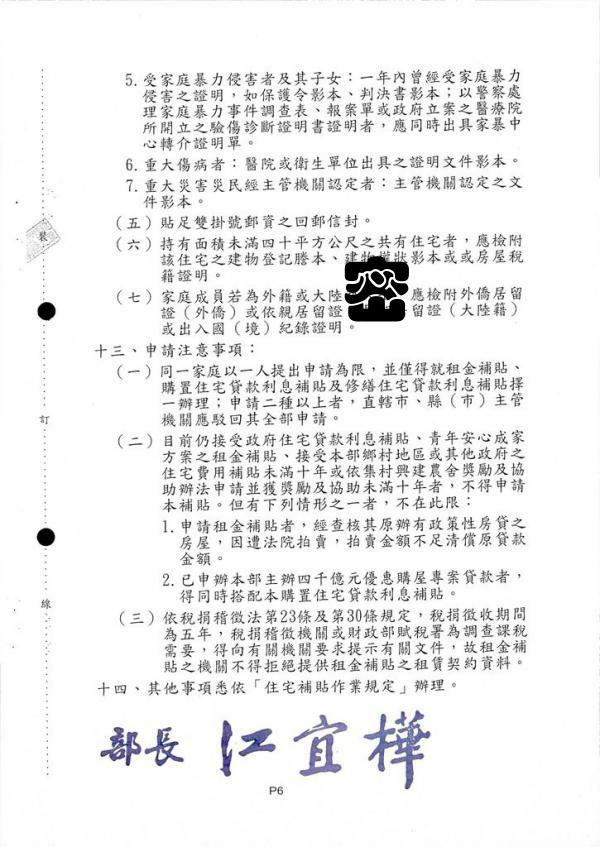 5. 受家庭暴力侵害者及其子女：一年內曾經受家庭暴力
侵害之證明，如保護令影本、判決書影本；以警察處
理家庭暴力事件調查表、報案單或政府立案之醫療院
所開立之驗傷診斷證明書證明者，應同時出具家暴中
心轉介證明單。
6. 重大傷病者：醫院或衛生單位出具之證明文件影本。
7. 重大災害災民經主管機關認定者：主管機關認定之文
件影本。
（五）貼足雙掛號郵資之回郵信封。
（六）持有面積未滿四十平方公尺之共有住宅者，應檢附
該住宅之建物登記謄本、建物權狀影本或或房屋稅
籍證明。
（七）家庭成員若為外籍或大陸 應檢附外僑居留
證（外僑）或依親居留證 留證（大陸籍）
或出入國（境）紀錄證明。
十三、申請注意事項：
（一）同一家庭以一人提出申請為限，並僅得就租金補貼、
購置住宅貸款利息補貼及修繕住宅貸款利息補貼擇
一辦理；申請二種以上者，直轄市、縣（市）主管
機關應駁回其全部申請。
（二）目前仍接受政府住宅貸款利息補貼、青年安心成家
方案之租金補貼、接受本部鄉村地區或其他政府之
住宅費用補貼未滿十年或依集村興建農舍獎勵及協
助辦法申請並獲獎勵及協助未滿十年者，不得申請
本補貼。但有下列情形之一者，不在此限：
1. 申請租金補貼者，經查核其原辦有政策性房貸之
房屋，因遭法院拍賣，拍賣金額不足清償原貸款
金額。
2. 已申辦本部主辦四千億元優惠購屋專案貸款者，
得同時搭配本購置住宅貸款利息補貼。
（三）依稅捐稽徵法第23條及第30條規定，稅捐徵收期間
為五年，稅捐稽徵機關或財政部賦稅署為調查課稅
需要，得向有關機關要求提示有關文件，故租金補
貼之機關不得拒絕提供租金補貼之租賃契約資料。
十四、其他事項悉依「住宅補貼作業規定」辦理。
部長 江宜樺
P6
裝
訂
線